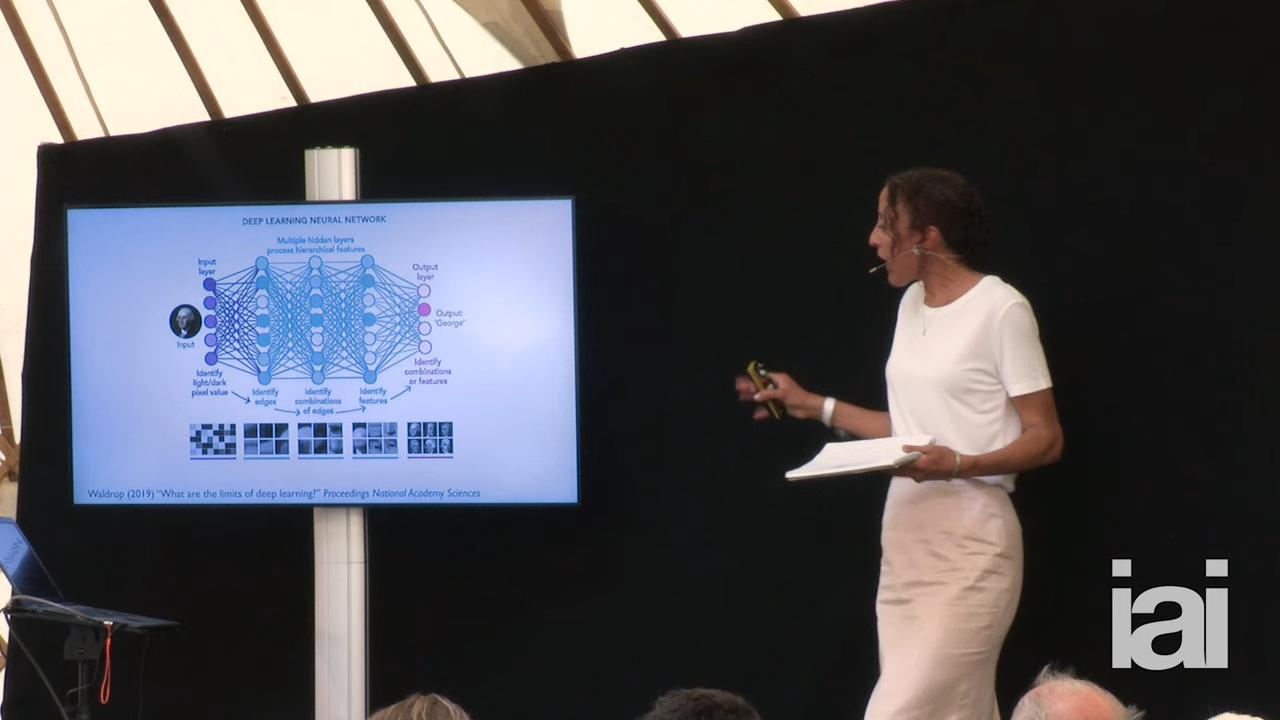 DEEP LEARNING NEURAL NETWORK
Multiple hidden layers
process hierarchical features
Input
layer
Output
layer
Input
Output:
'George'
Identify
light/dark
pixel value
Identify
edges
Identify
combinations
of edges
Identify
features
Identify
combinations
or features
Waldrop (2019) "What are the limits of deep learning?" Proceedings National Academy Sciences
iai